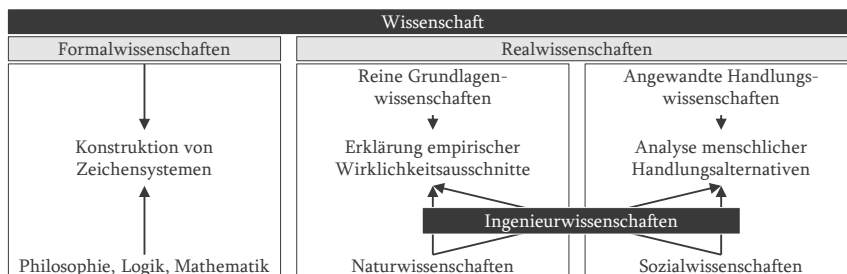 Wissenschaft
Formalwissenschaften
Realwissenschaften
Reine Grundlagen-
wissenschaften
Angewandte Handlungs-
wissenschaften
Konstruktion von
Zeichensystemen
Erklärung empirischer
Wirklichkeitsausschnitte
Analyse menschlicher
Handlungsalternativen
Ingenieurwissenschaften
Philosophie, Logik, Mathematik
Naturwissenschaften
Sozialwissenschaften